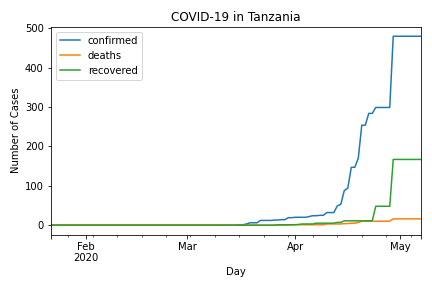 COVID-19 in Tanzania
confirmed
deaths
recovered
Number of Cases
500
400
300
200
100
0
Feb
2020
Mar
Apr
May
Day